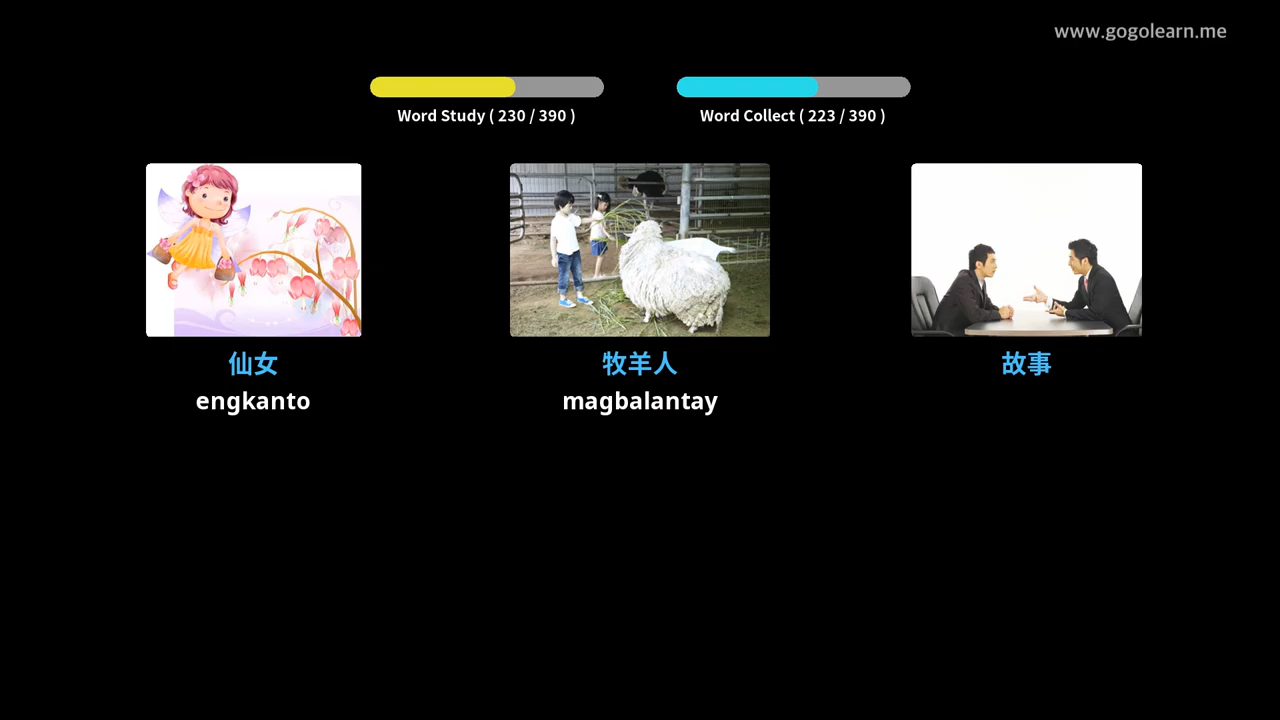 www.gogolearn.me
Word Study ( 230 / 390 )
Word Collect ( 223 / 390 )
仙女
牧羊人
故事
engkanto
magbalantay